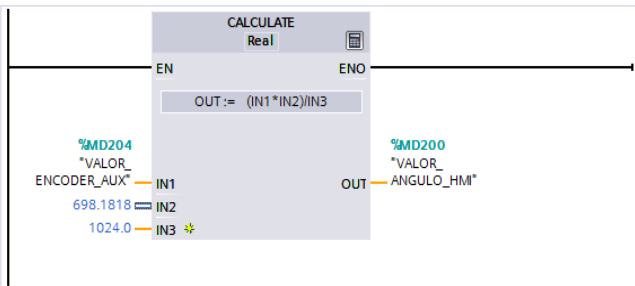 CALCULATE
Real
EN
ENO
OUT := (IN1*IN2)/IN3
%MD204
"VALOR_
ENCODER_AUX"
IN1
%MD200
"VALOR_
ANGULO_HMI"
OUT
698.1818
IN2
1024.0
IN3